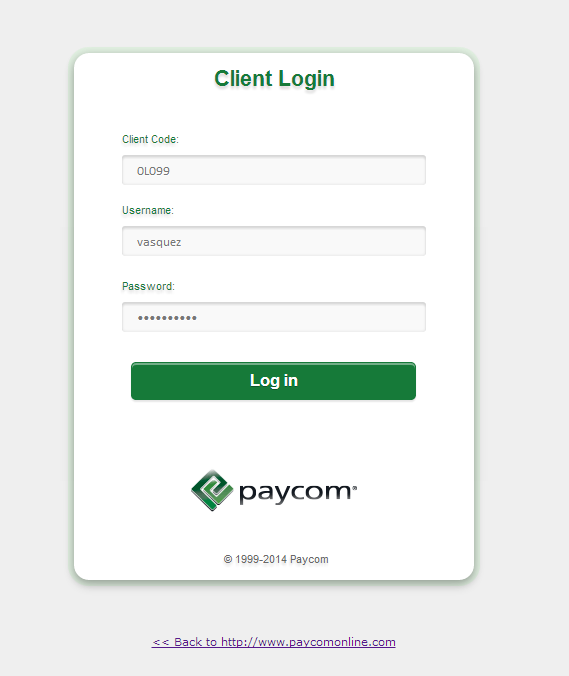 Client Login
Client Code:
0L099
Username:
vasquez
Password:
••••••••••
Log in
paycom®
© 1999-2014 Paycom
<< Back to http://www.paycomonline.com